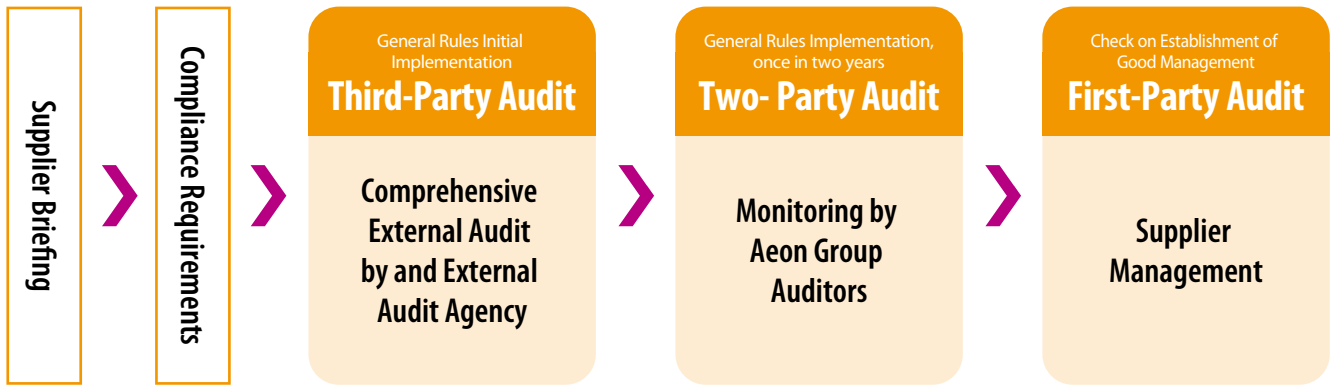 Supplier Briefing
Compliance Requirements
General Rules Initial
Implementation
Third-Party Audit
Comprehensive
External Audit
by and External
Audit Agency
General Rules Implementation,
once in two years
Two- Party Audit
Monitoring by
Aeon Group
Auditors
Check on Establishment of
Good Management
First-Party Audit
Supplier
Management